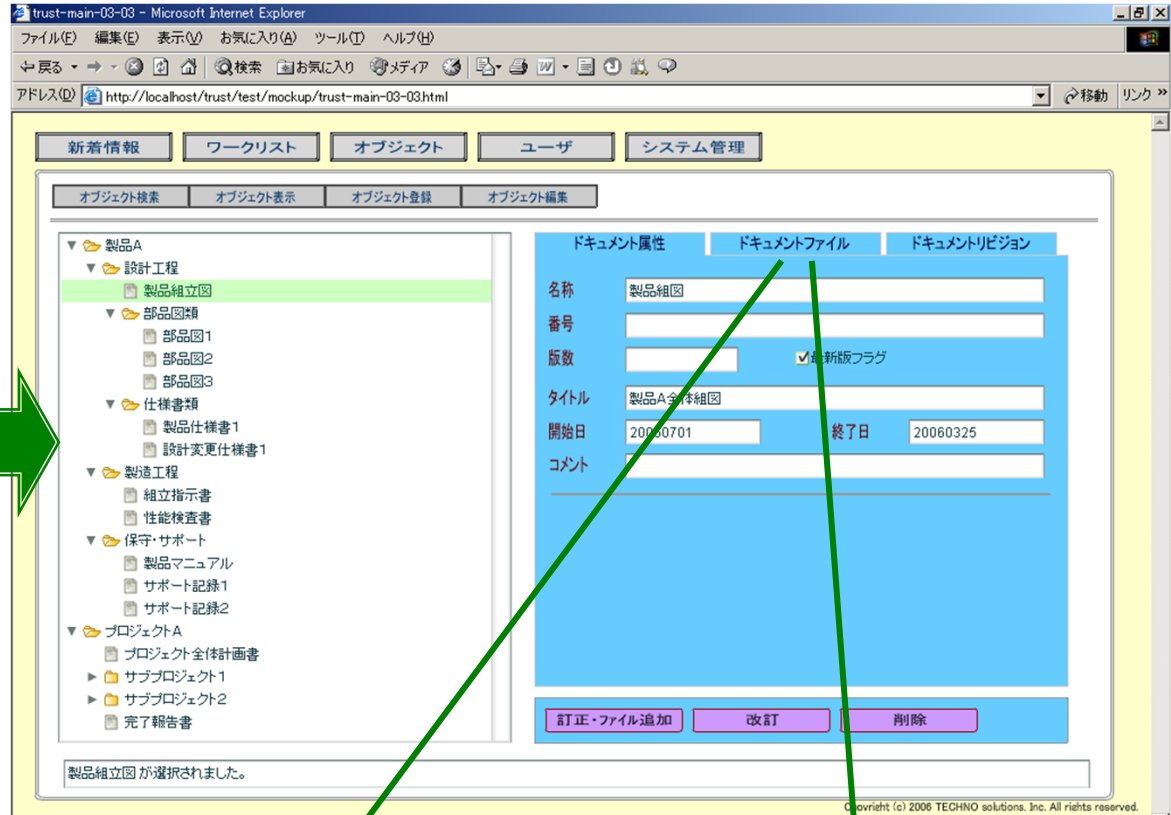 trust-main-03-03 - Microsoft Internet Explorer
ファイル(F) 編集(E) 表示(V) お気に入り(A) ツール(T) ヘルプ(H)
戻る 検索 お気に入り メディア
アドレス(D) http://localhost/trust/test/mockup/trust-main-03-03.html 移動 リンク »
新着情報 ワークリスト オブジェクト ユーザ システム管理
オブジェクト検索 オブジェクト表示 オブジェクト登録 オブジェクト編集
製品A
設計工程
製品組立図
部品図類
部品図1
部品図2
部品図3
仕様書類
製品仕様書1
設計変更仕様書1
製造工程
組立指示書
性能検査書
保守・サポート
製品マニュアル
サポート記録1
サポート記録2
プロジェクトA
プロジェクト全体計画書
サブプロジェクト1
サブプロジェクト2
完了報告書
ドキュメント属性 ドキュメントファイル ドキュメントリビジョン
名称 製品組図
番号
版数 最新版フラグ
タイトル 製品A全体組図
開始日 20050701 終了日 20060325
コメント
訂正・ファイル追加 改訂 削除
製品組立図 が選択されました。
Copyright (c) 2006 TECHNO solutions. Inc. All rights reserved.